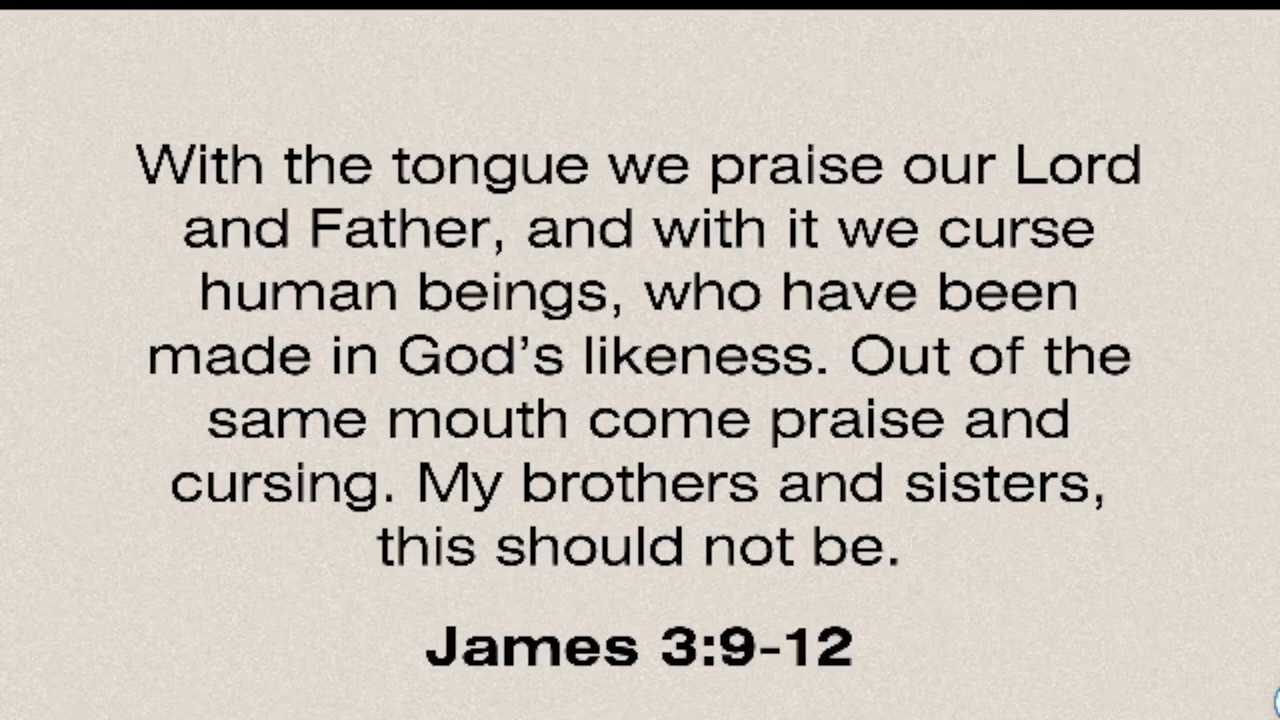 With the tongue we praise our Lord
and Father, and with it we curse
human beings, who have been
made in God’s likeness. Out of the
same mouth come praise and
cursing. My brothers and sisters,
this should not be.
James 3:9-12